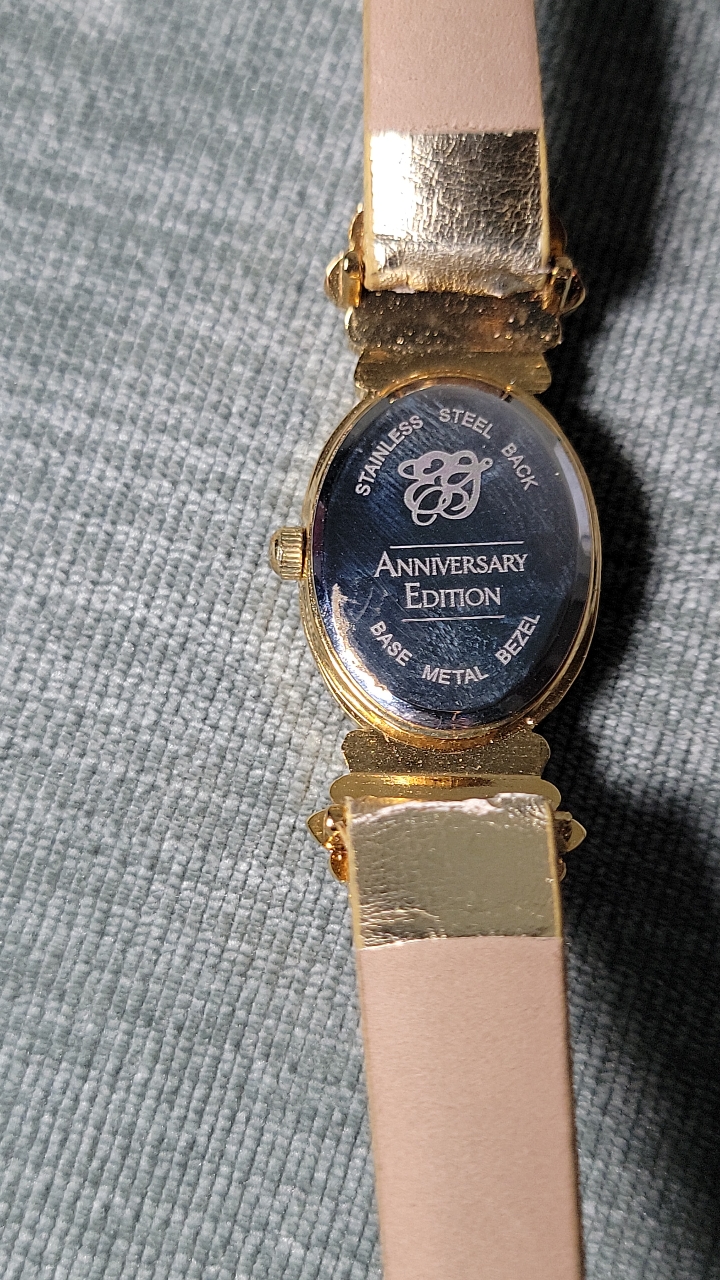 STAINLESS STEEL BACK
ANNIVERSARY
EDITION
BASE METAL BEZEL